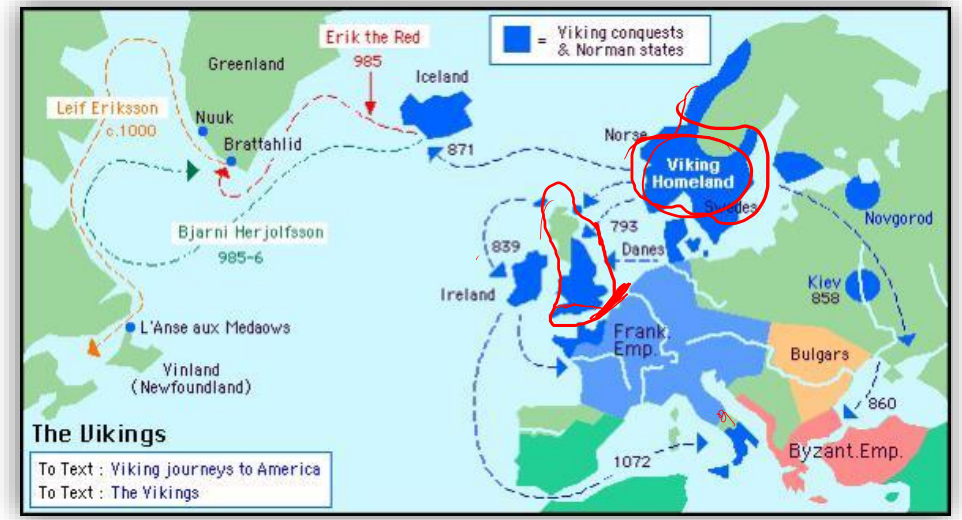 Erik the Red
985
= Viking conquests
& Norman states
Greenland
Iceland
Leif Eriksson
c.1000
Nuuk
Brattahlid
871
Norse
Viking
Homeland
Swedes
Novgorod
Bjarni Herjolfsson
985-6
793
839
Danes
Ireland
Kiev
858
L'Anse aux Medaows
Frank.
Emp.
Bulgars
Vinland
(Newfoundland)
860
The Vikings
Byzant.Emp.
1072
To Text : Viking journeys to America
To Text : The Vikings